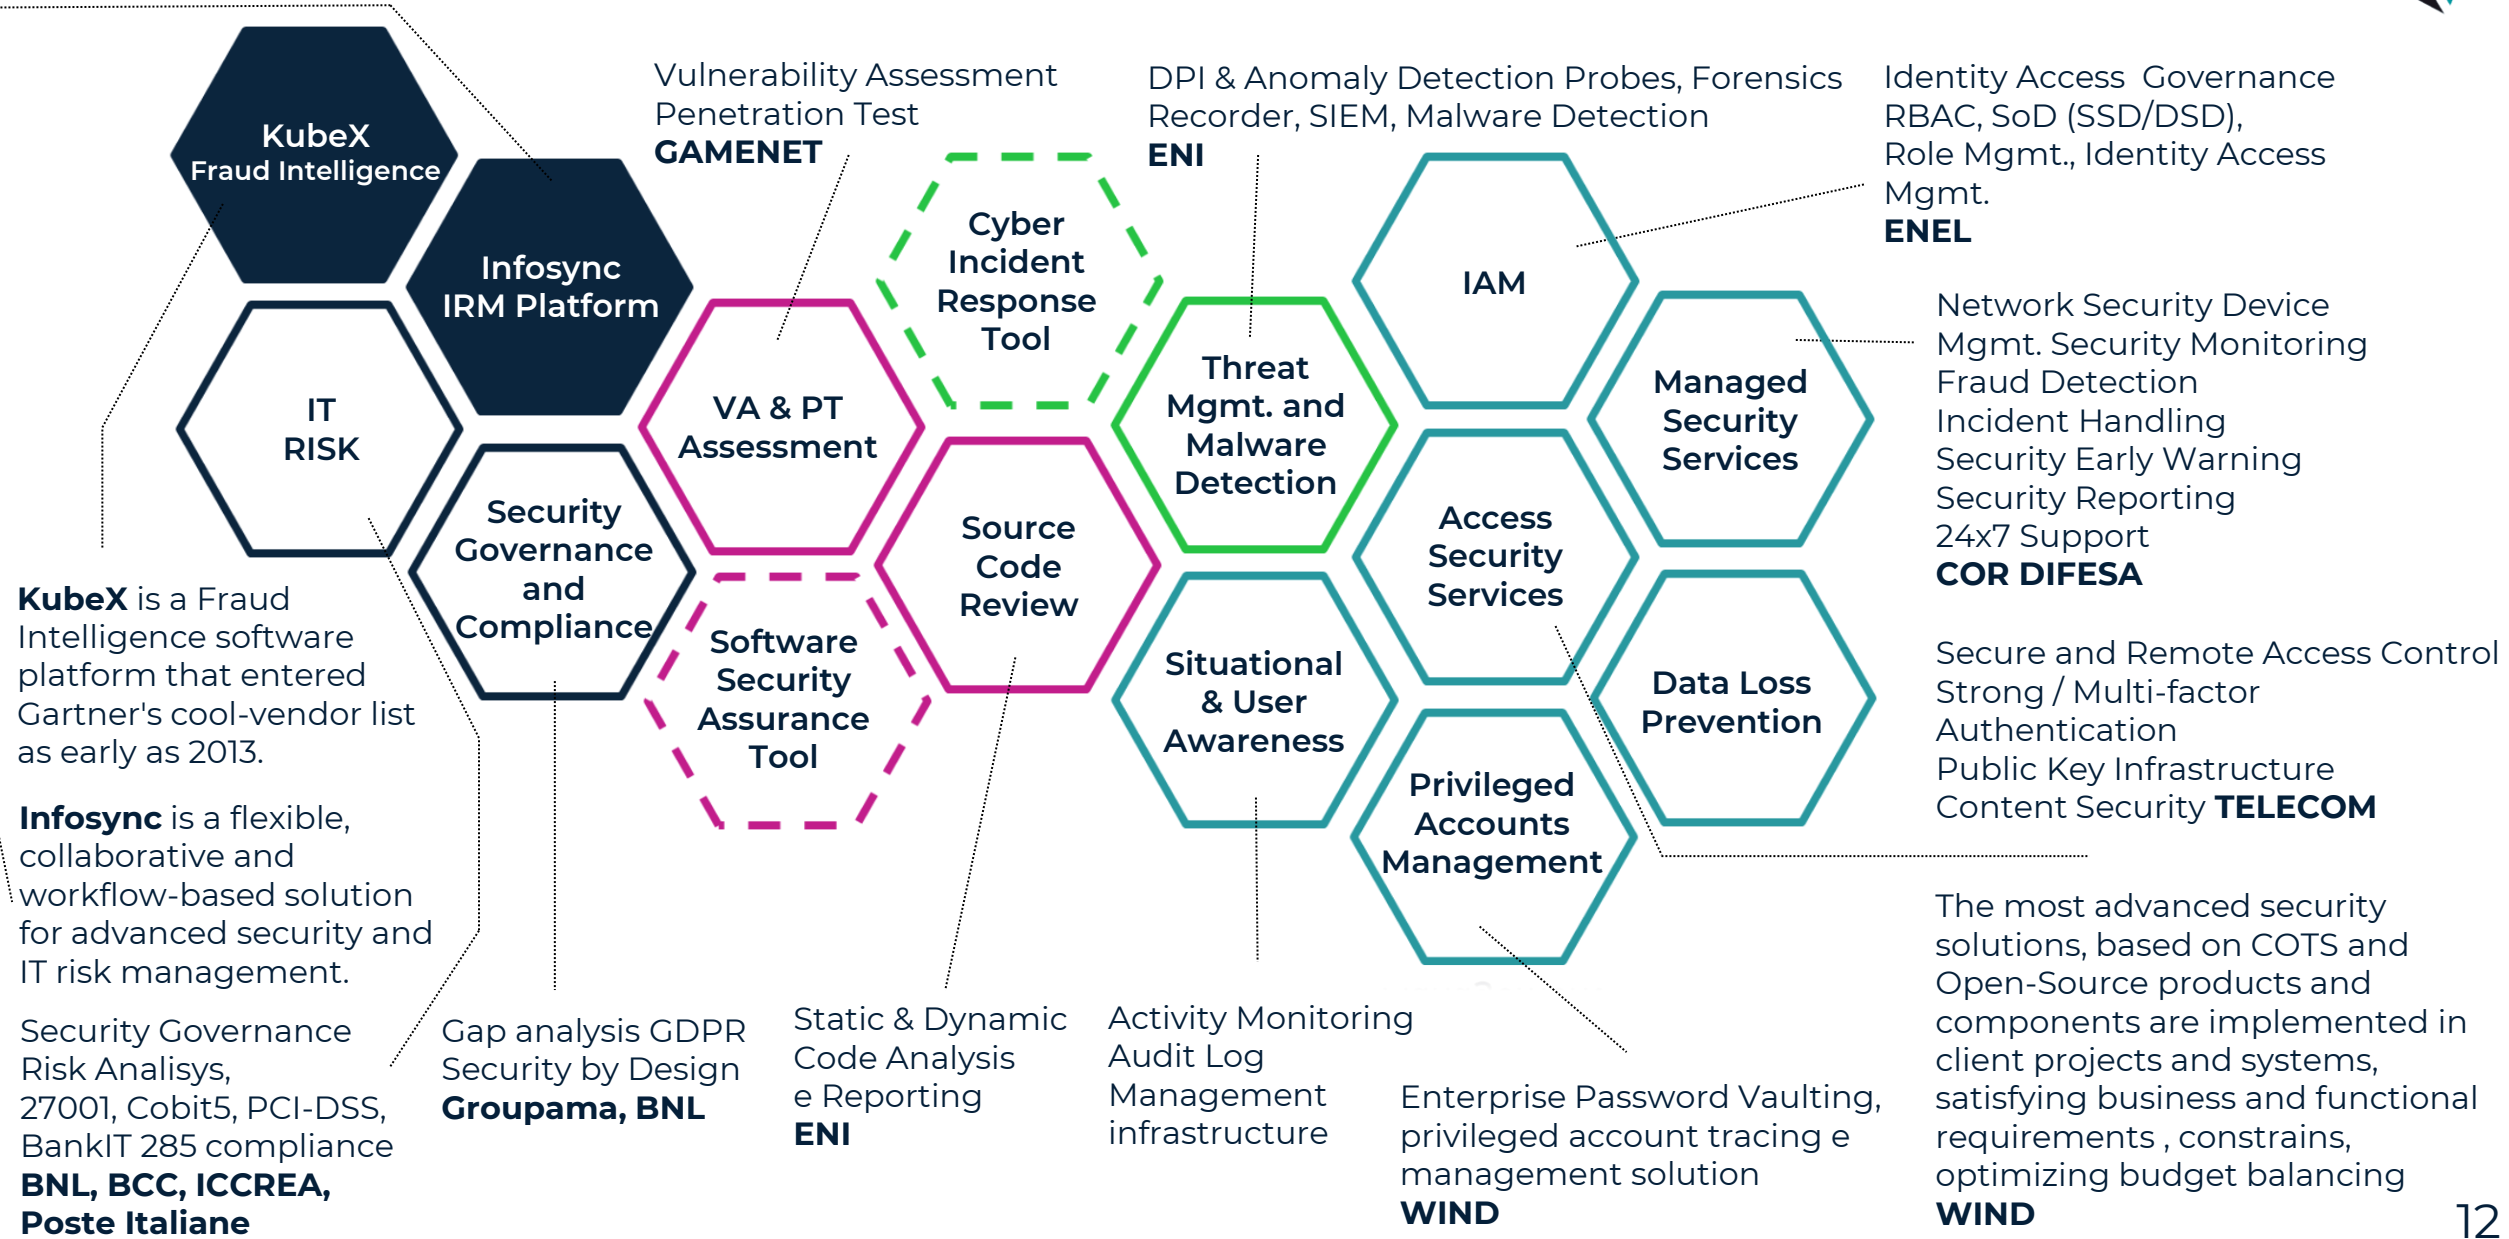 KubeX
Fraud Intelligence
Infosync
IRM Platform
IT
RISK
Security
Governance
and
Compliance
Vulnerability Assessment
Penetration Test
GAMENET
VA & PT
Assessment
Software
Security
Assurance
Tool
Cyber
Incident
Response
Tool
Source
Code
Review
DPI & Anomaly Detection Probes, Forensics
Recorder, SIEM, Malware Detection
ENI
Threat
Mgmt. and
Malware
Detection
Situational
& User
Awareness
IAM
Access
Security
Services
Privileged
Accounts
Management
Managed
Security
Services
Data Loss
Prevention
Identity Access  Governance
RBAC, SoD (SSD/DSD),
Role Mgmt., Identity Access
Mgmt.
ENEL
Network Security Device
Mgmt. Security Monitoring
Fraud Detection
Incident Handling
Security Early Warning
Security Reporting
24x7 Support
COR DIFESA
Secure and Remote Access Control
Strong / Multi-factor
Authentication
Public Key Infrastructure
Content Security TELECOM
The most advanced security
solutions, based on COTS and
Open-Source products and
components are implemented in
client projects and systems,
satisfying business and functional
requirements , constrains,
optimizing budget balancing
WIND
KubeX is a Fraud
Intelligence software
platform that entered
Gartner's cool-vendor list
as early as 2013.
Infosync is a flexible,
collaborative and
workflow-based solution
for advanced security and
IT risk management.
Security Governance
Risk Analisys,
27001, Cobit5, PCI-DSS,
BankIT 285 compliance
BNL, BCC, ICCREA,
Poste Italiane
Gap analysis GDPR
Security by Design
Groupama, BNL
Static & Dynamic
Code Analysis
e Reporting
ENI
Activity Monitoring
Audit Log
Management
infrastructure
Enterprise Password Vaulting,
privileged account tracing e
management solution
WIND
12